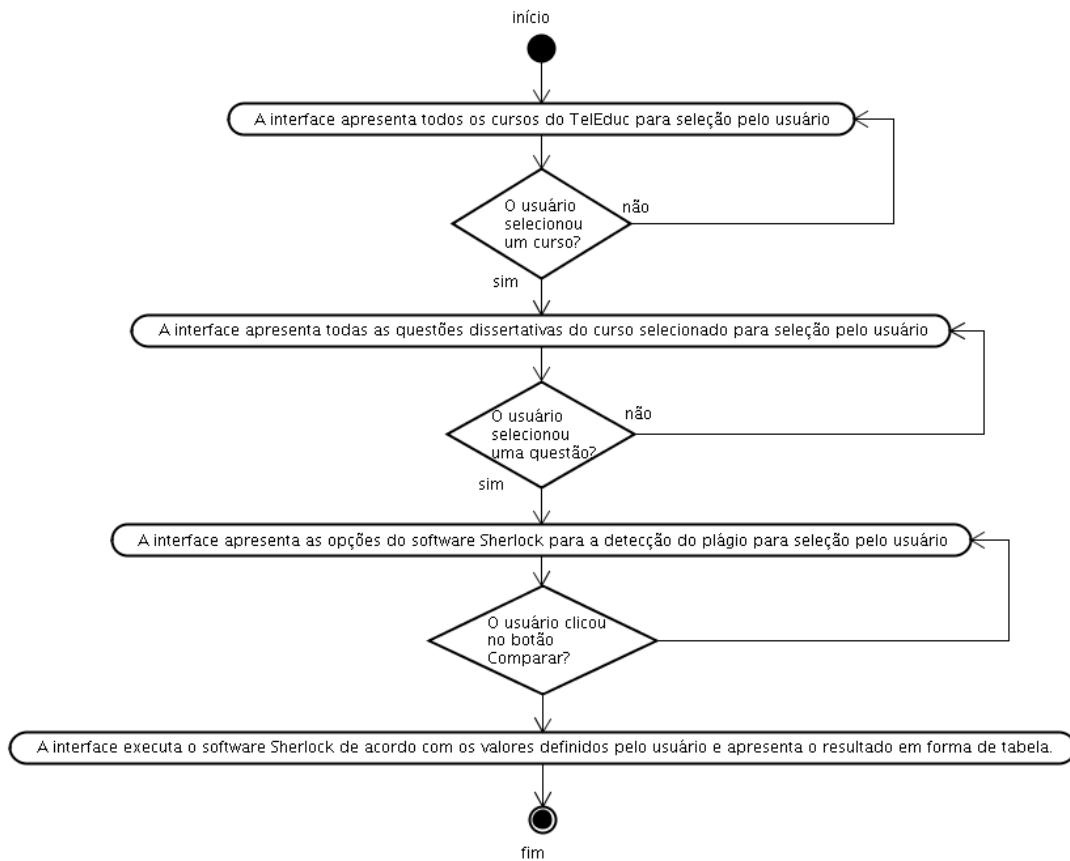 início
A interface apresenta todos os cursos do TelEduc para seleção pelo usuário
O usuário
selecionou
um curso?
não
sim
A interface apresenta todas as questões dissertativas do curso selecionado para seleção pelo usuário
O usuário
selecionou
uma questão?
não
sim
A interface apresenta as opções do software Sherlock para a detecção do plágio para seleção pelo usuário
O usuário clicou
no botão
Comparar?
A interface executa o software Sherlock de acordo com os valores definidos pelo usuário e apresenta o resultado em forma de tabela.
fim